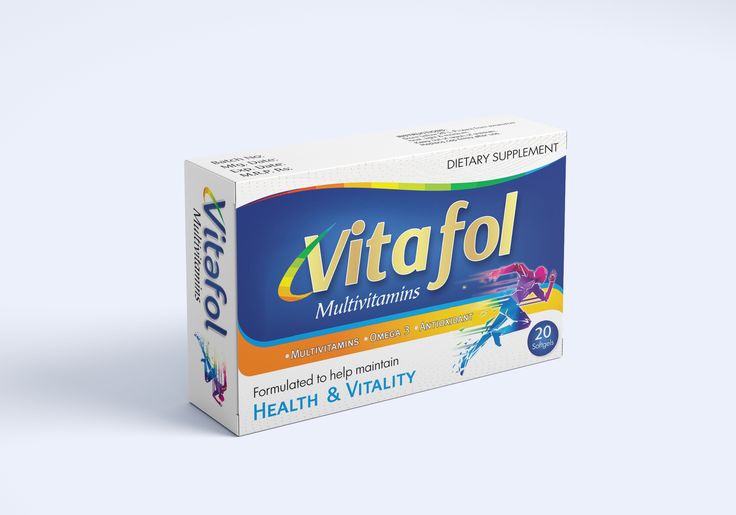 Batch No:
Mfg. Date:
Exp. Date:
M.R.P. Rs:
INSTRUCTIONS:
DIETARY SUPPLEMENT
Vitafol
Multivitamins
•MULTIVITAMINS •OMEGA 3 •ANTIOXIDANT
20
Softgels
Formulated to help maintain
HEALTH & VITALITY
Vitafol
Multivitamins